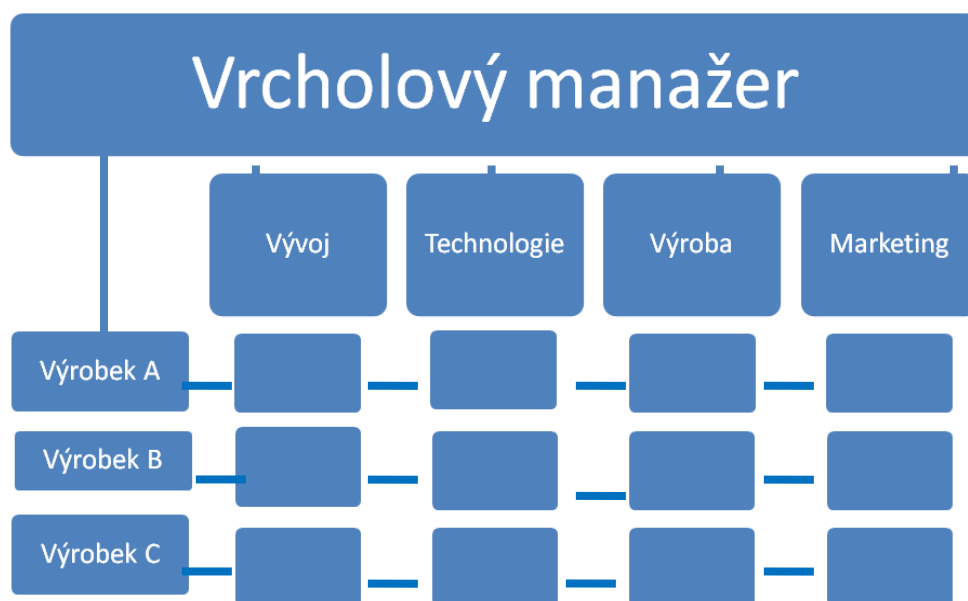 Vrcholový manažer
Vývoj
Technologie
Výroba
Marketing
Výrobek A
Výrobek B
Výrobek C